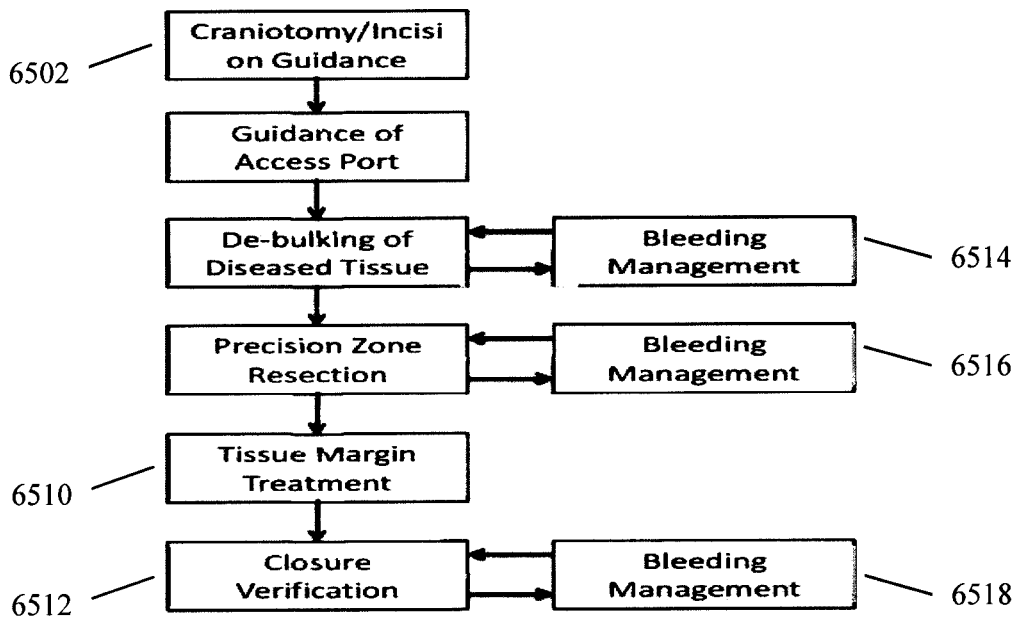 Craniotomy/Incisi
on Guidance
6502
Guidance of
Access Port
De-bulking of
Diseased Tissue
Bleeding
Management
6514
Precision Zone
Resection
Bleeding
Management
6516
Tissue Margin
Treatment
6510
Closure
Verification
6512
Bleeding
Management
6518